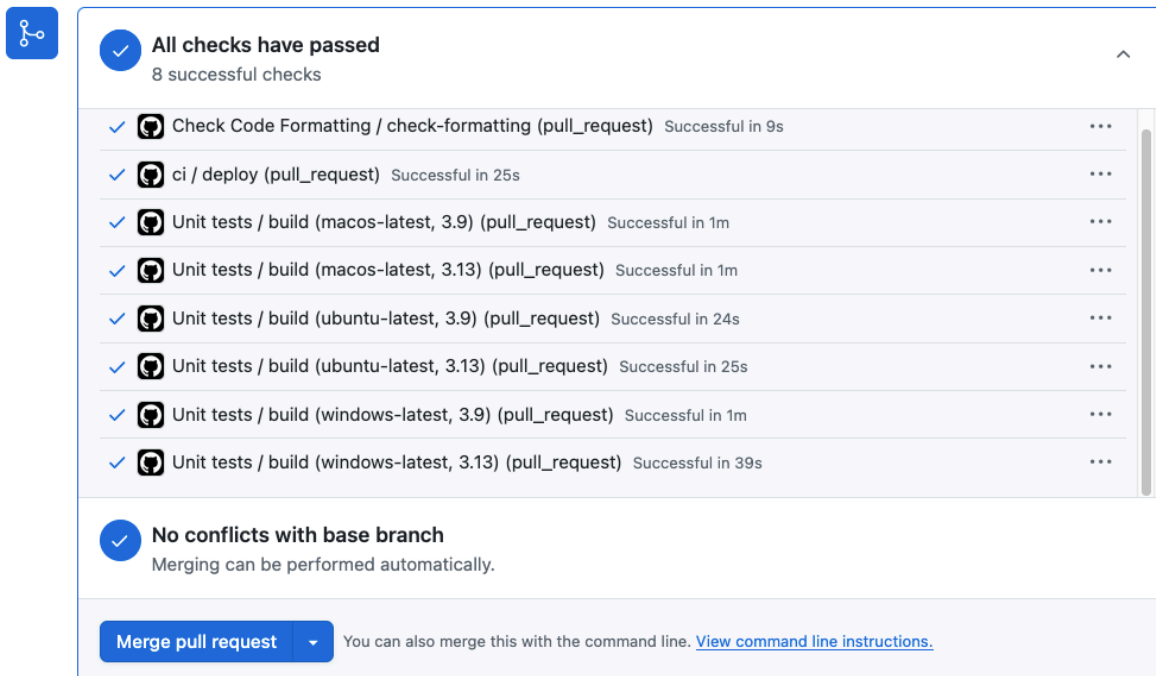 All checks have passed
8 successful checks
Check Code Formatting / check-formatting (pull_request) Successful in 9s
ci / deploy (pull_request) Successful in 25s
Unit tests / build (macos-latest, 3.9) (pull_request) Successful in 1m
Unit tests / build (macos-latest, 3.13) (pull_request) Successful in 1m
Unit tests / build (ubuntu-latest, 3.9) (pull_request) Successful in 24s
Unit tests / build (ubuntu-latest, 3.13) (pull_request) Successful in 25s
Unit tests / build (windows-latest, 3.9) (pull_request) Successful in 1m
Unit tests / build (windows-latest, 3.13) (pull_request) Successful in 39s
No conflicts with base branch
Merging can be performed automatically.
Merge pull request You can also merge this with the command line. View command line instructions.